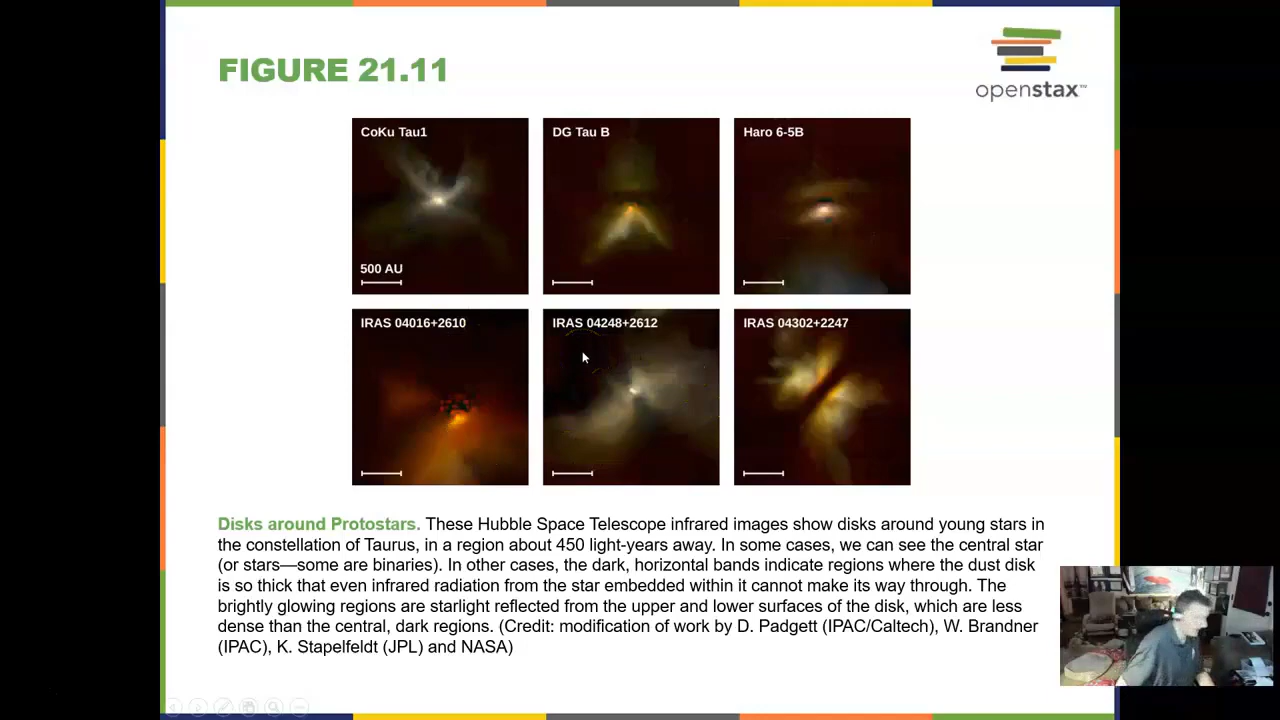 FIGURE 21.11
openstax™
CoKu Tau1
DG Tau B
Haro 6-5B
500 AU
IRAS 04016+2610
IRAS 04248+2612
IRAS 04302+2247
Disks around Protostars. These Hubble Space Telescope infrared images show disks around young stars in
the constellation of Taurus, in a region about 450 light-years away. In some cases, we can see the central star
(or stars—some are binaries). In other cases, the dark, horizontal bands indicate regions where the dust disk
is so thick that even infrared radiation from the star embedded within it cannot make its way through. The
brightly glowing regions are starlight reflected from the upper and lower surfaces of the disk, which are less
dense than the central, dark regions. (Credit: modification of work by D. Padgett (IPAC/Caltech), W. Brandner
(IPAC), K. Stapelfeldt (JPL) and NASA)